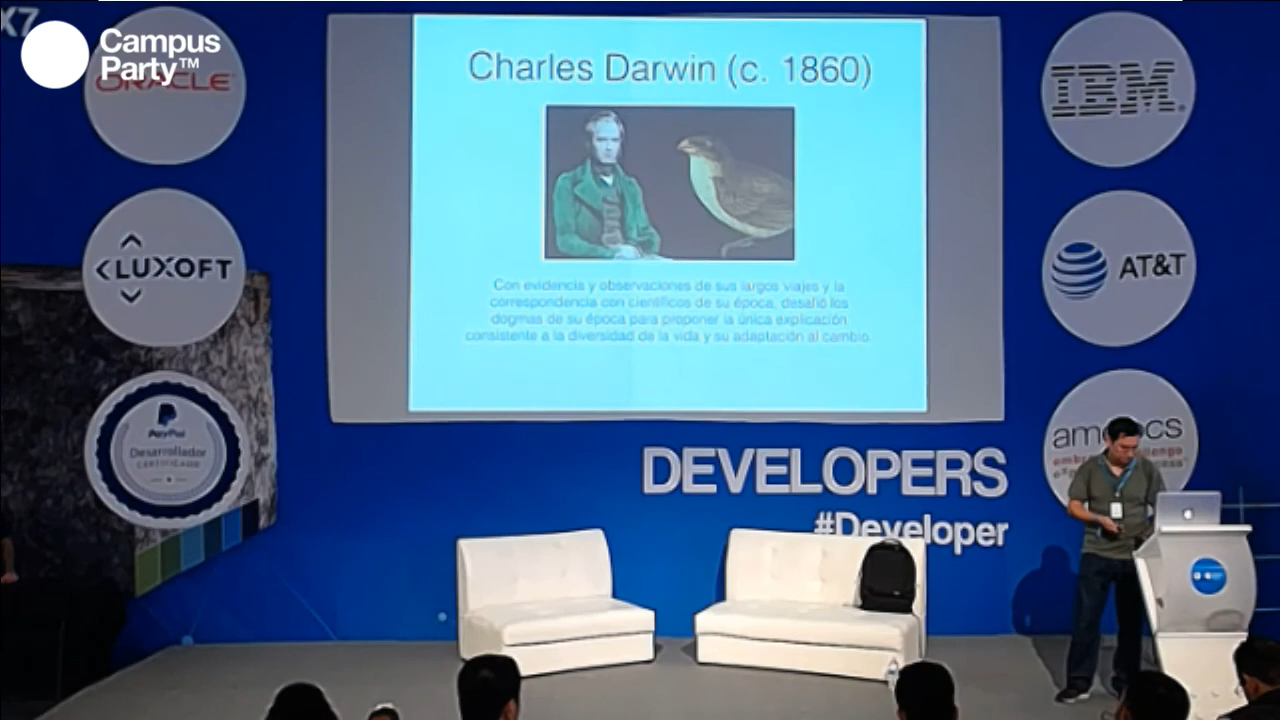 X7
Campus
Party™
ORACLE
Charles Darwin (c. 1860)
IBM
Con evidencia y observaciones de sus largos viajes y la
correspondencia con científicos de su época, desafió los
dogmas de su época para proponer la única explicación
consistente a la diversidad de la vida y su adaptación al cambio.
<LUXOFT
AT&T
PayPal
Desarrollador
CERTIFICADO
DEVELOPERS
#Developer